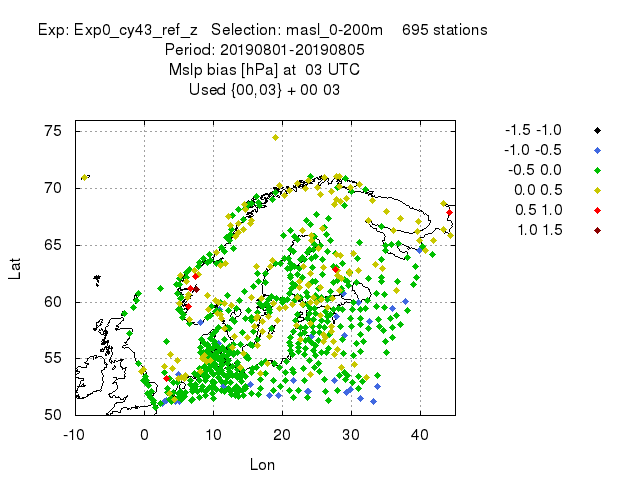 Exp: Exp0_cy43_ref_z Selection: masl_0-200m 695 stations
Period: 20190801-20190805
Mslp bias [hPa] at 03 UTC
Used {00,03} + 00 03
75
70
65
60
55
50
-10 0 10 20 30 40
Lat
Lon
-1.5 -1.0
-1.0 -0.5
-0.5 0.0
0.0 0.5
0.5 1.0
1.0 1.5